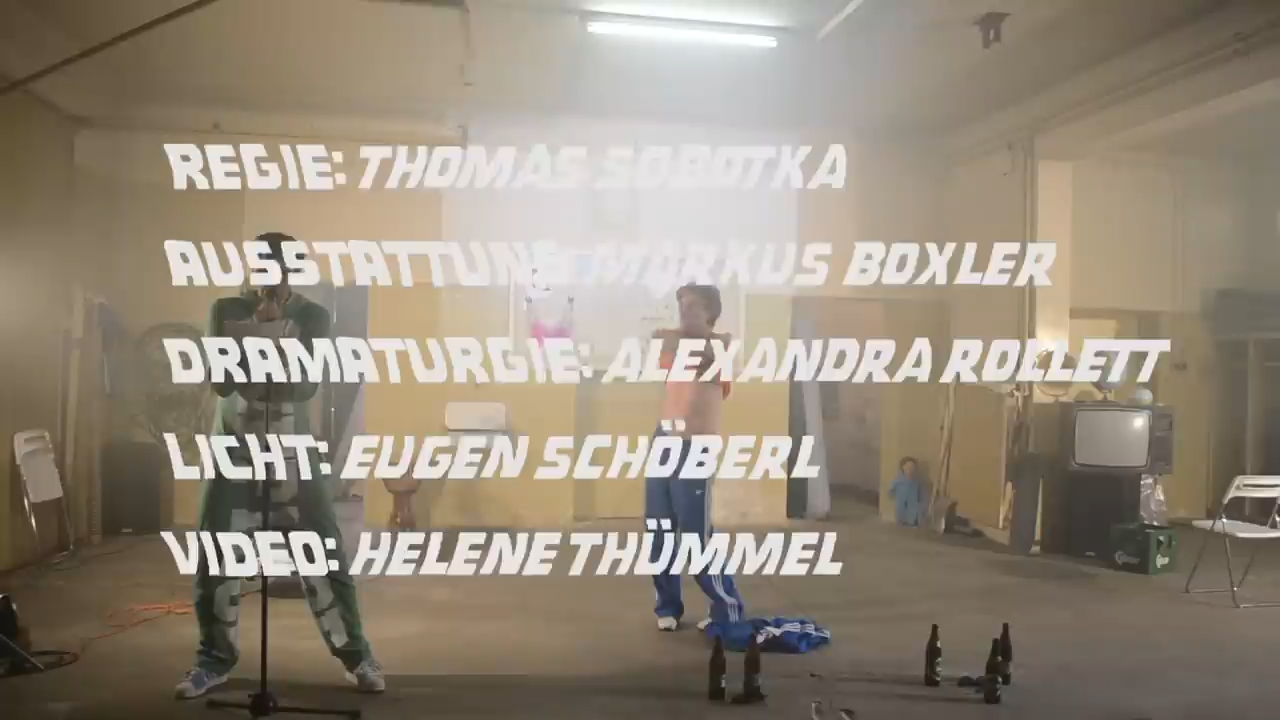 REGIE: THOMAS SOBOTKA
AUSSTATTUNG: MARKUS BOXLER
DRAMATURGIE: ALEXANDRA ROLLETT
LICHT: EUGEN SCHÖBERL
VIDEO: HELENE THÜMMEL